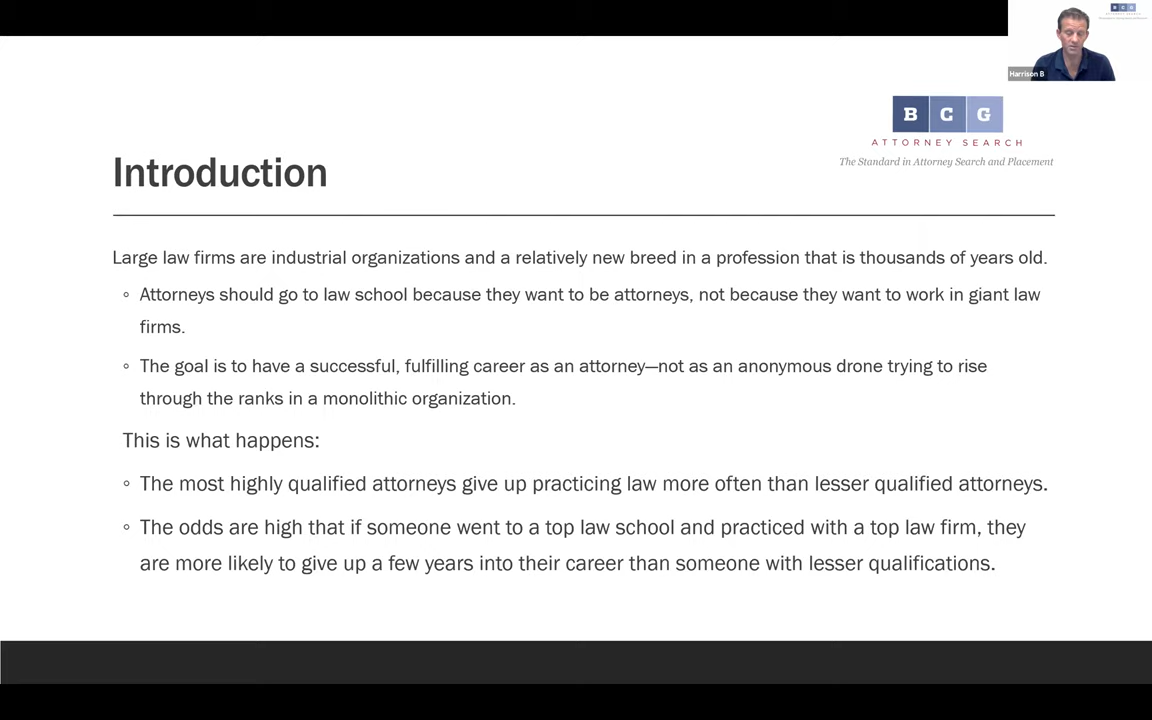 B C G
Harrison B
B C G
ATTORNEY SEARCH
The Standard in Attorney Search and Placement
Introduction
Large law firms are industrial organizations and a relatively new breed in a profession that is thousands of years old.
◦ Attorneys should go to law school because they want to be attorneys, not because they want to work in giant law
firms.
◦ The goal is to have a successful, fulfilling career as an attorney—not as an anonymous drone trying to rise
through the ranks in a monolithic organization.
This is what happens:
◦ The most highly qualified attorneys give up practicing law more often than lesser qualified attorneys.
◦ The odds are high that if someone went to a top law school and practiced with a top law firm, they
are more likely to give up a few years into their career than someone with lesser qualifications.